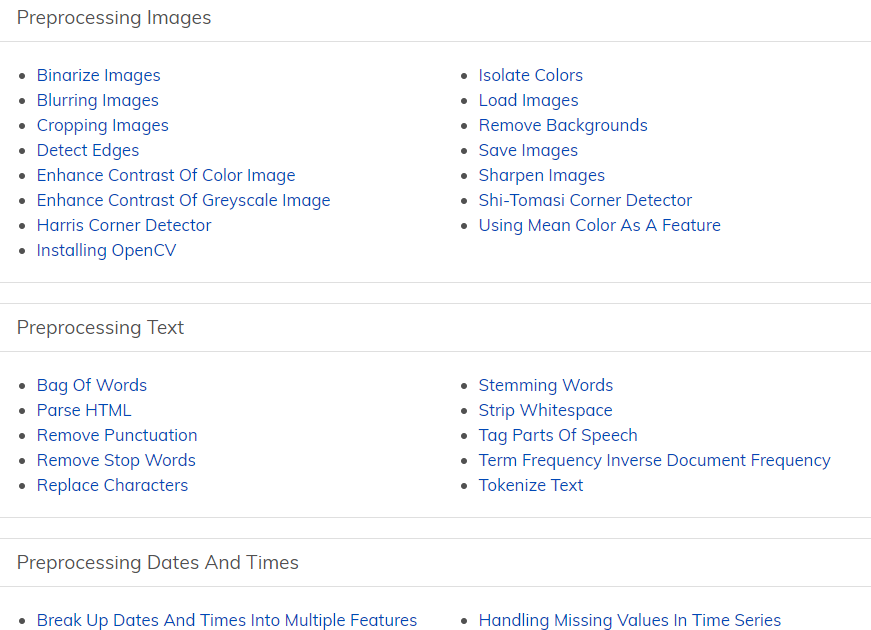 Preprocessing Images
Binarize Images
Blurring Images
Cropping Images
Detect Edges
Enhance Contrast Of Color Image
Enhance Contrast Of Greyscale Image
Harris Corner Detector
Installing OpenCV
Isolate Colors
Load Images
Remove Backgrounds
Save Images
Sharpen Images
Shi-Tomasi Corner Detector
Using Mean Color As A Feature
Preprocessing Text
Bag Of Words
Parse HTML
Remove Punctuation
Remove Stop Words
Replace Characters
Stemming Words
Strip Whitespace
Tag Parts Of Speech
Term Frequency Inverse Document Frequency
Tokenize Text
Preprocessing Dates And Times
Break Up Dates And Times Into Multiple Features
Handling Missing Values In Time Series